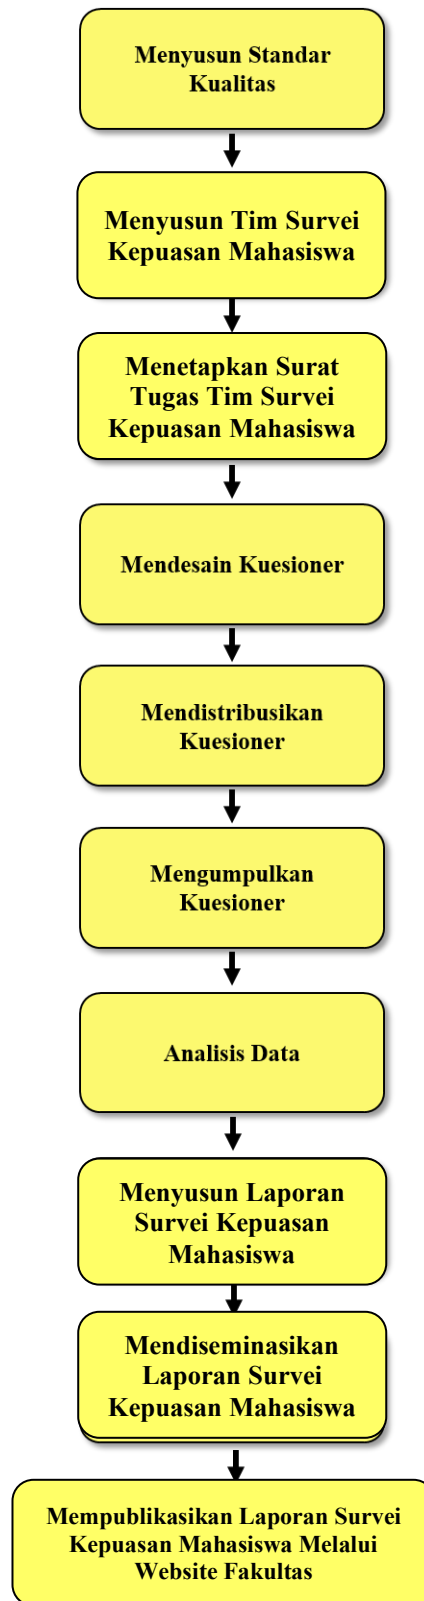 Menyusun Standar
Kualitas
Menyusun Tim Survei
Kepuasan Mahasiswa
Menetapkan Surat
Tugas Tim Survei
Kepuasan Mahasiswa
Mendesain Kuesioner
Mendistribusikan
Kuesioner
Mengumpulkan
Kuesioner
Analisis Data
Menyusun Laporan
Survei Kepuasan
Mahasiswa
Mendiseminasikan
Laporan Survei
Kepuasan Mahasiswa
Mempublikasikan Laporan Survei
Kepuasan Mahasiswa Melalui
Website Fakultas